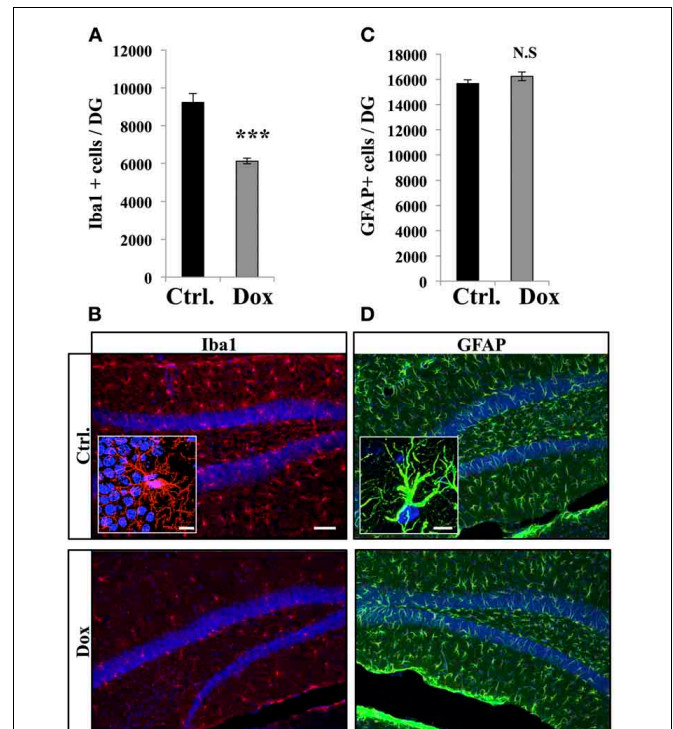 A
Iba1 + cells / DG
12000
10000
8000
6000
4000
2000
0
***
Ctrl. Dox
C
GFAP+ cells / DG
18000
16000
14000
12000
10000
8000
6000
4000
2000
0
N.S
Ctrl. Dox
B
Iba1
D
GFAP
Ctrl.
Dox